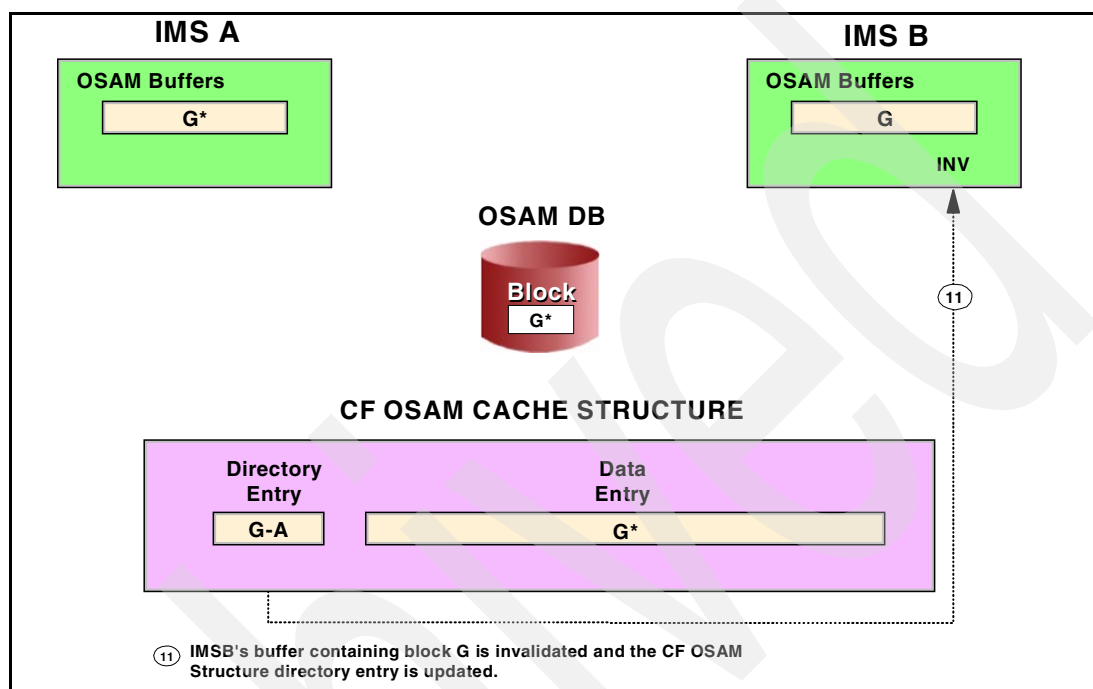 IMS A
IMS B
OSAM Buffers
G*
OSAM Buffers
G
INV
OSAM DB
Block
G*
11
CF OSAM CACHE STRUCTURE
Directory
Entry
Data
Entry
G-A
G*
11 IMSB's buffer containing block G is invalidated and the CF OSAM
Structure directory entry is updated.